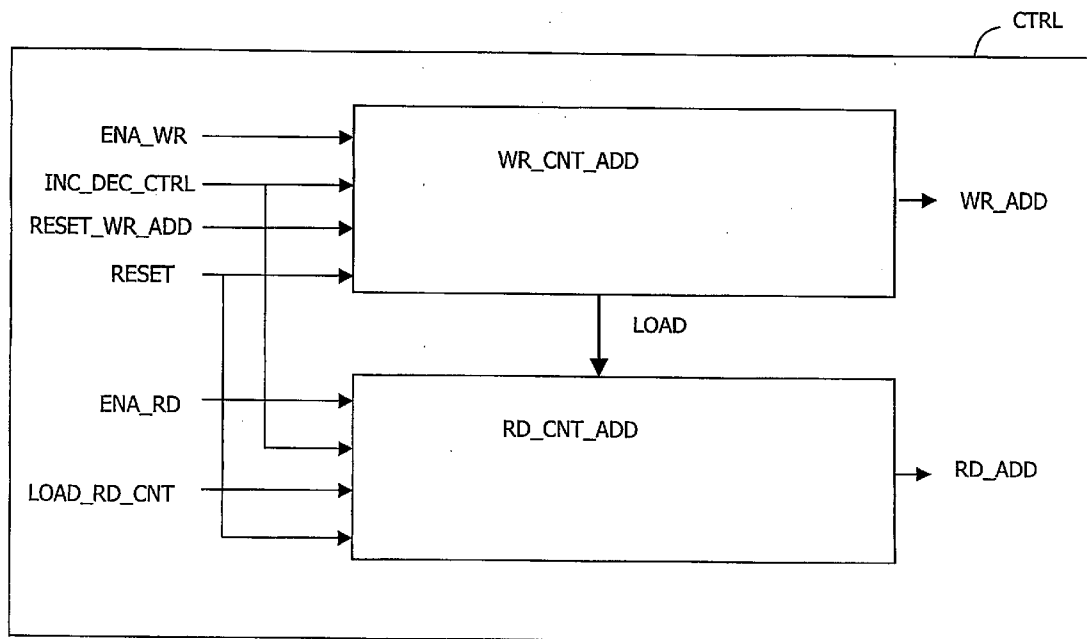 CTRL
ENA_WR
WR_CNT_ADD
INC_DEC_CTRL
WR_ADD
RESET_WR_ADD
RESET
LOAD
ENA_RD
RD_CNT_ADD
RD_ADD
LOAD_RD_CNT